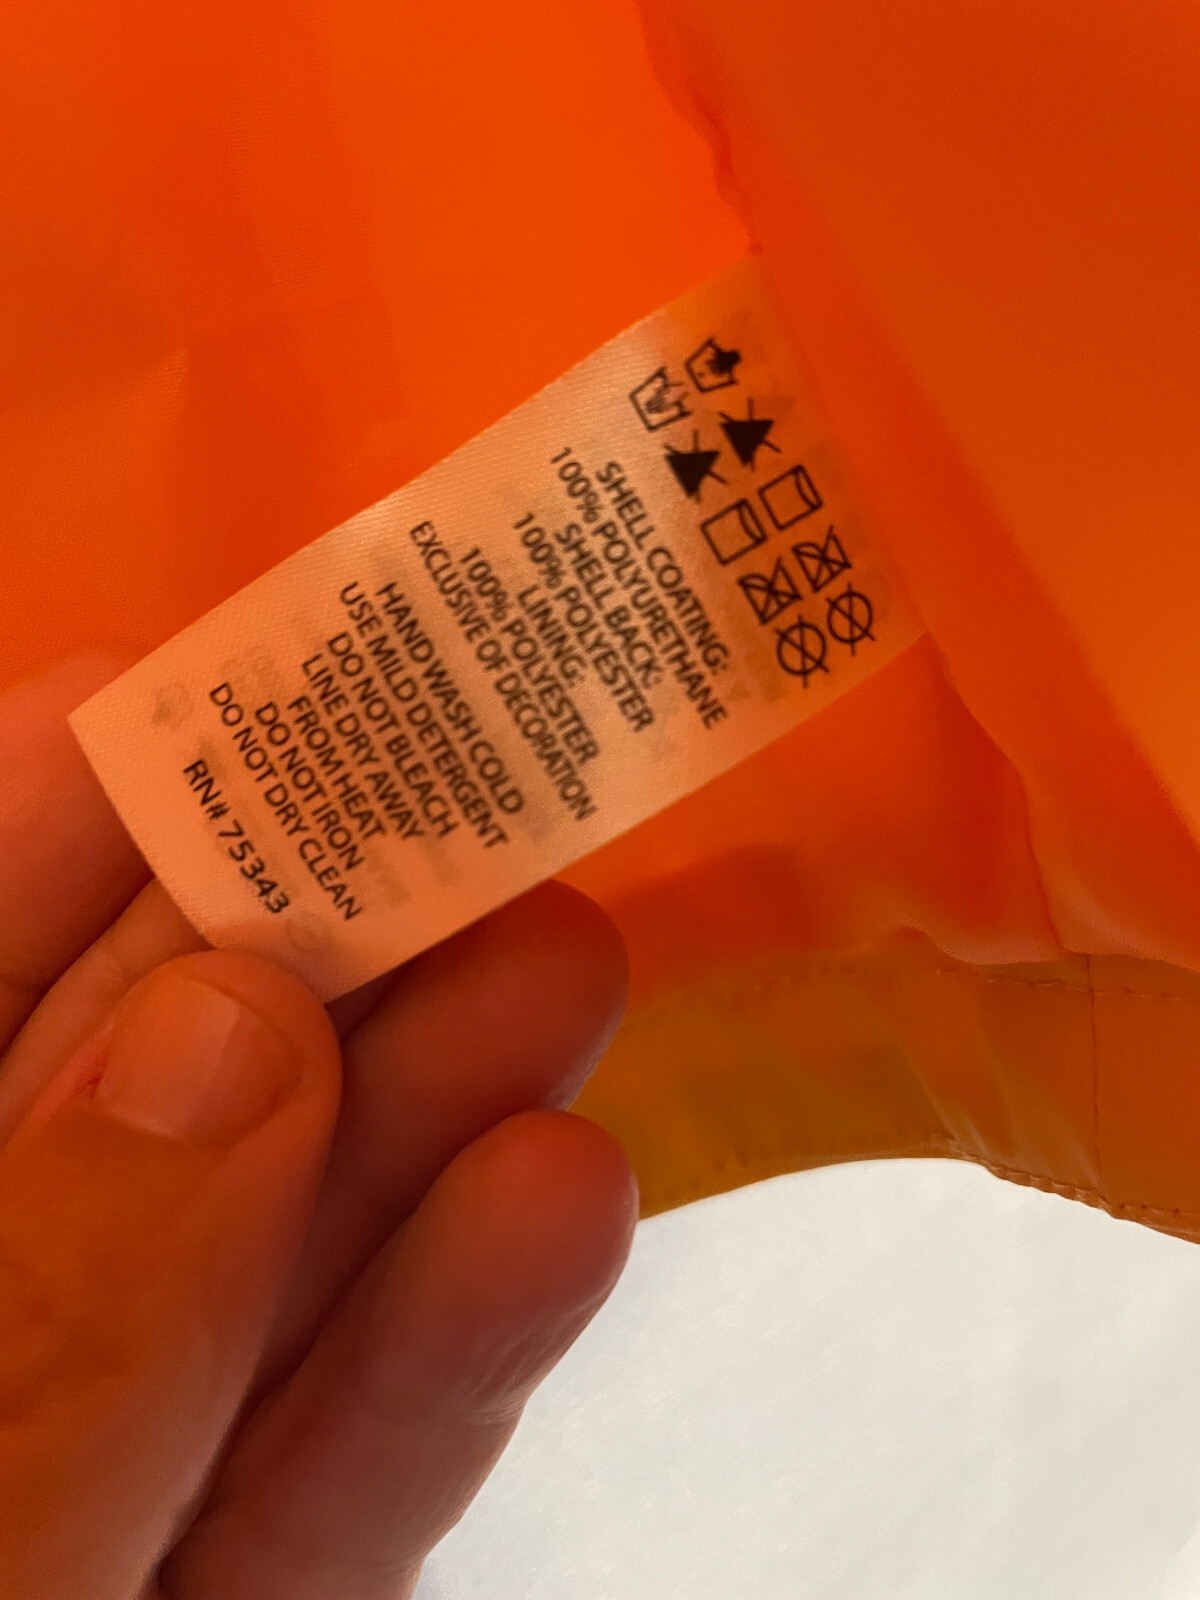 SHELL COATING:
100% POLYURETHANE
SHELL BACK:
100% POLYESTER
LINING:
100% POLYESTER
EXCLUSIVE OF DECORATION
HAND WASH COLD
USE MILD DETERGENT
DO NOT BLEACH
LINE DRY AWAY
FROM HEAT
DO NOT IRON
DO NOT DRY CLEAN
RN# 75343